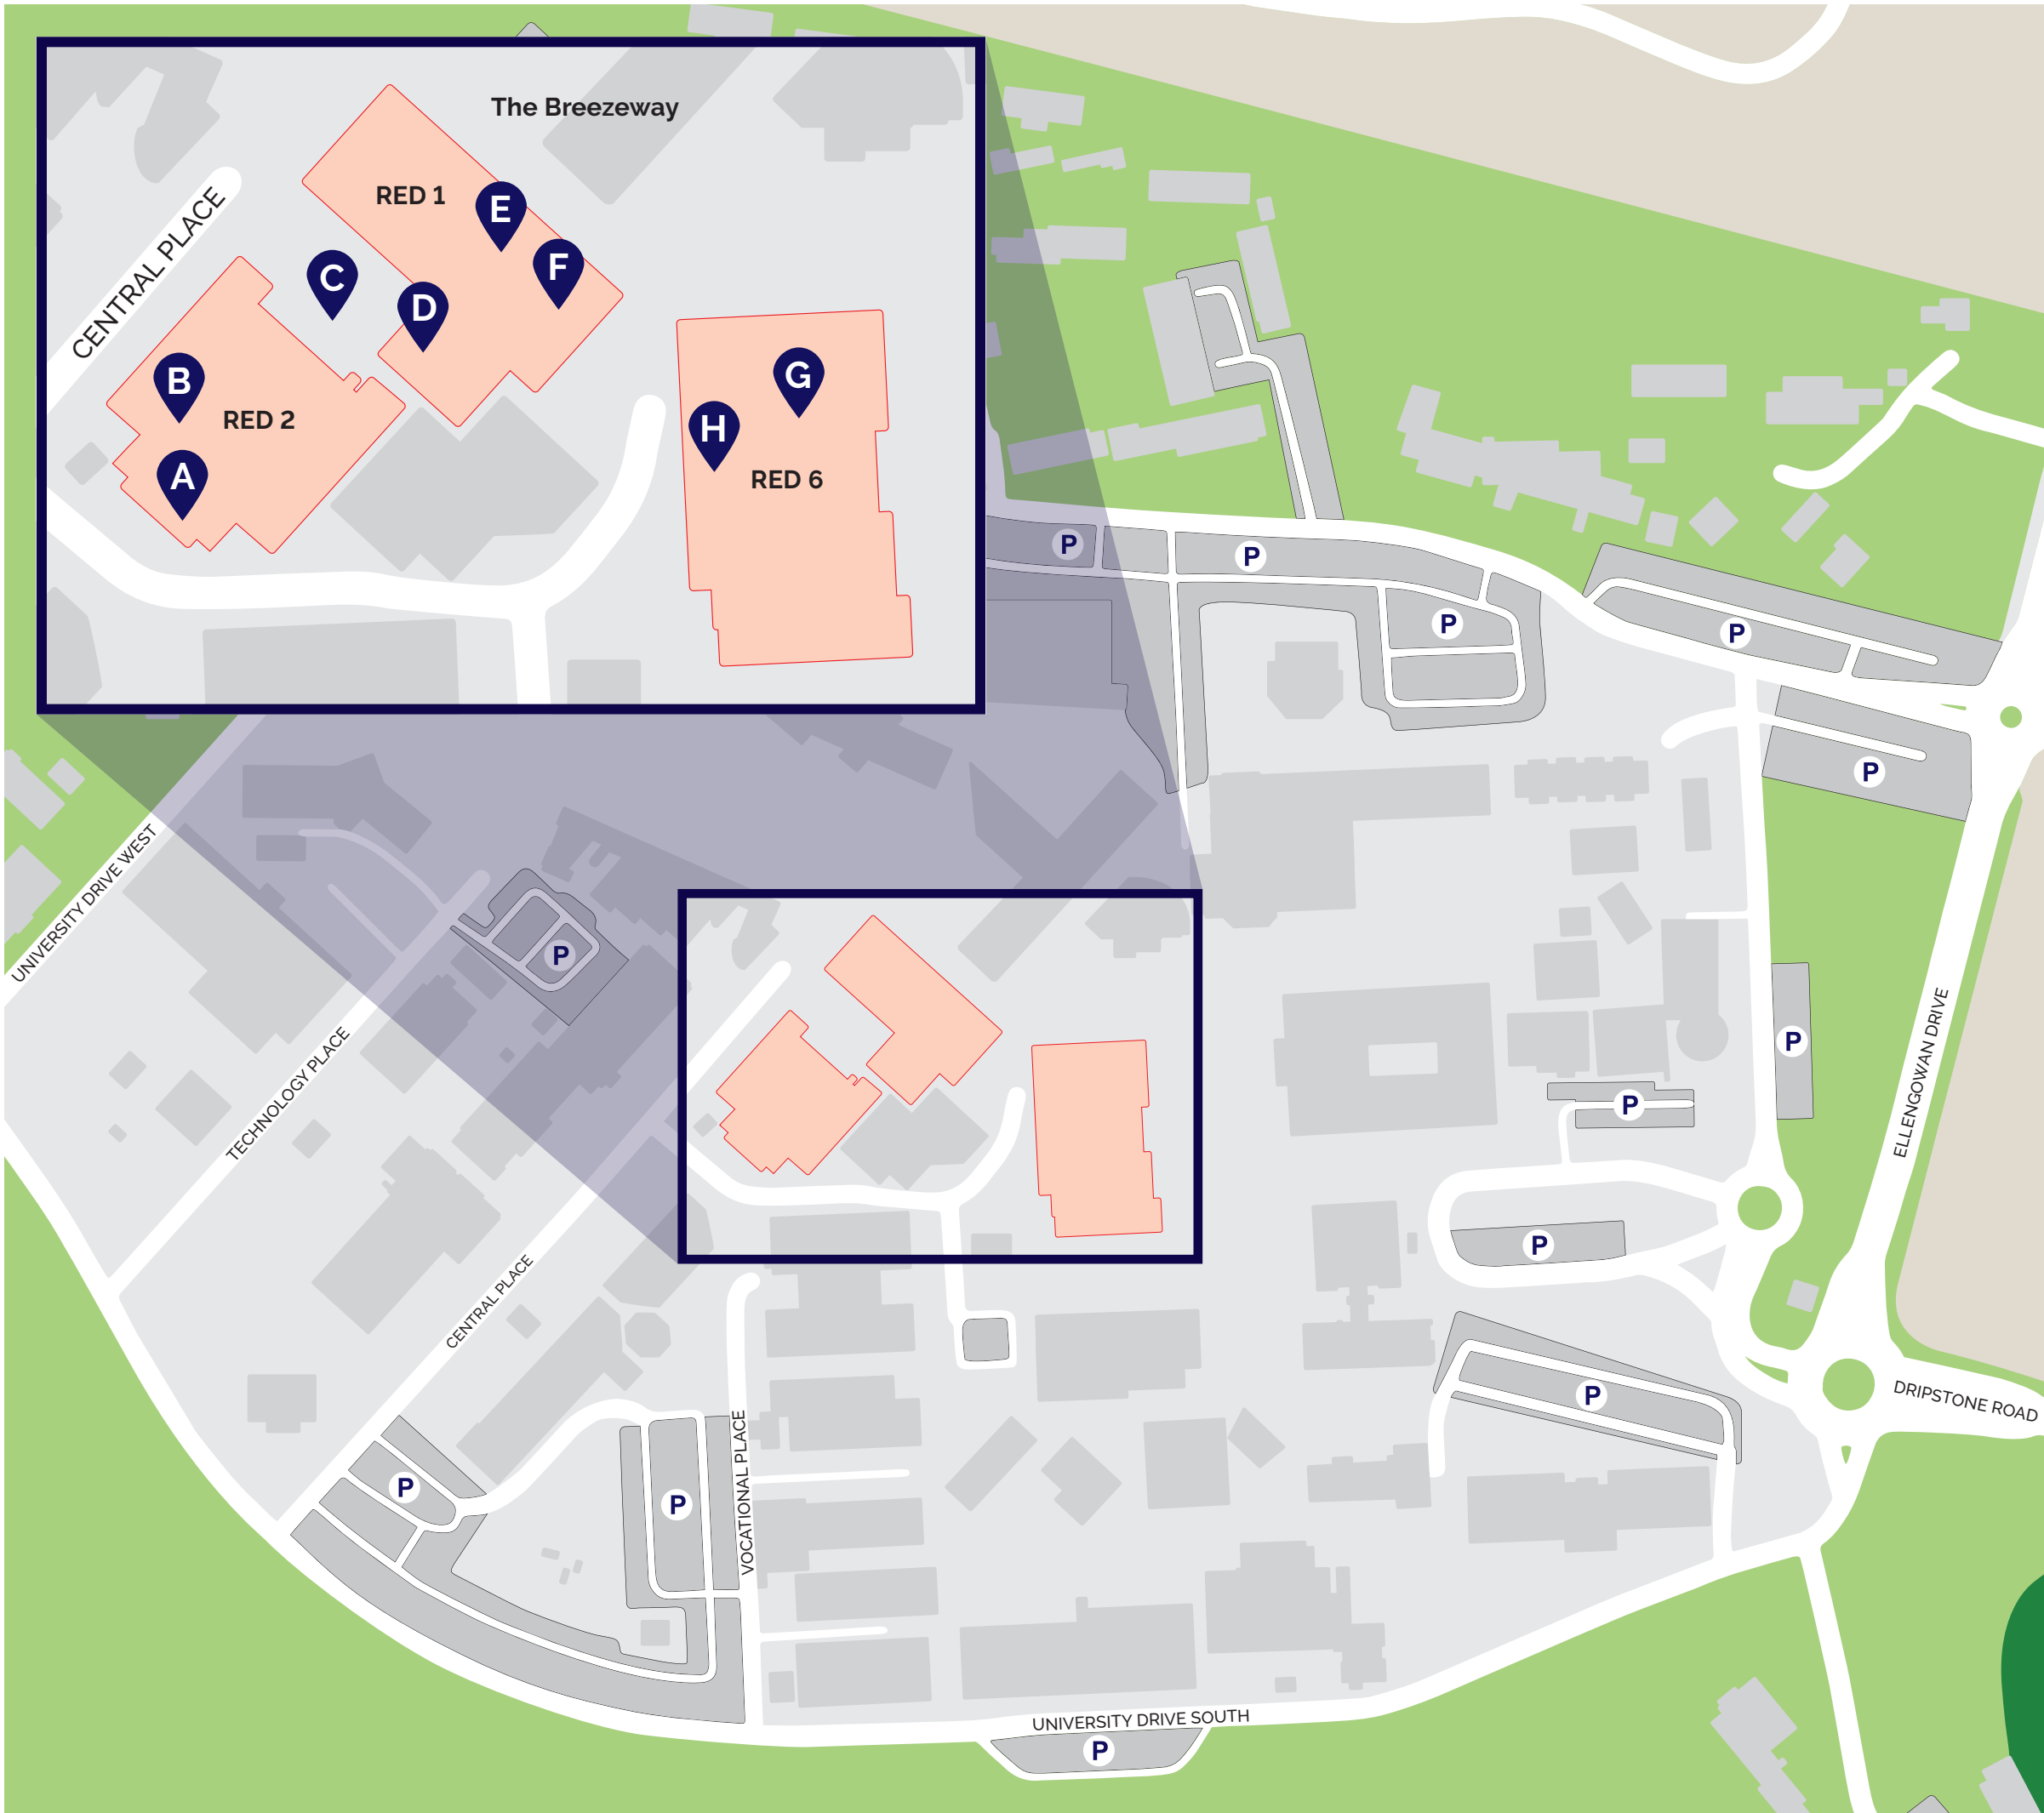 The Breezeway
RED 1
E
CENTRAL PLACE
C
F
D
B
G
RED 2
H
A
RED 6
P
P
P
P
P
UNIVERSITY DRIVE WEST
P
TECHNOLOGY PLACE
P
ELLENGOWAN DRIVE
P
P
CENTRAL PLACE
P
DRIPSTONE ROAD
P
P
VOCATIONAL PLACE
UNIVERSITY DRIVE SOUTH
P